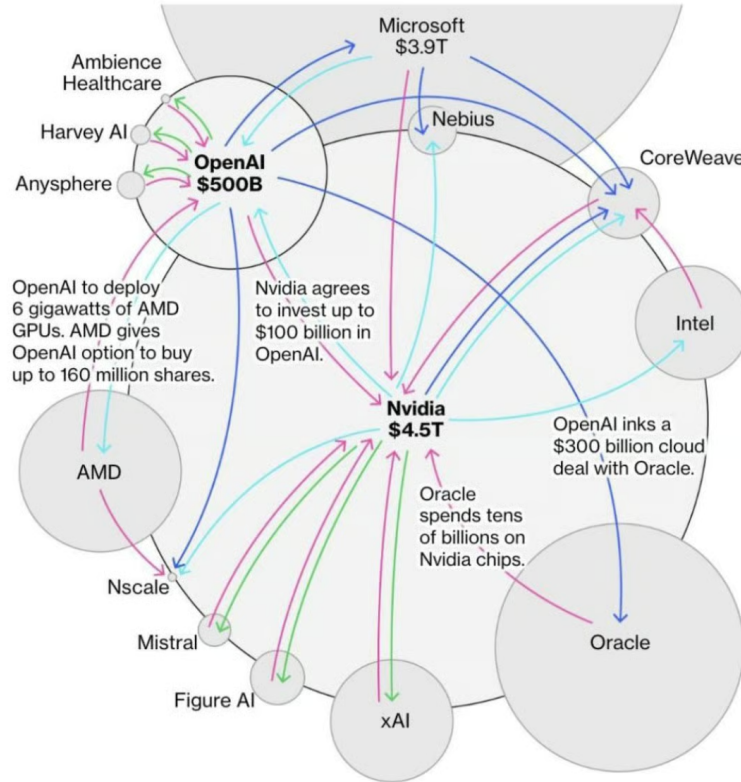 Microsoft
$3.9T
Ambience
Healthcare
Harvey AI
Anysphere
OpenAI
$500B
Nebius
CoreWeave
OpenAI to deploy
6 gigawatts of AMD
GPUs. AMD gives
OpenAI option to buy
up to 160 million shares.
Nvidia agrees
to invest up to
$100 billion in
OpenAI.
Intel
Nvidia
$4.5T
OpenAI inks a
$300 billion cloud
deal with Oracle.
AMD
Oracle
spends tens
of billions on
Nvidia chips.
Nscale
Mistral
Figure AI
xAI
Oracle